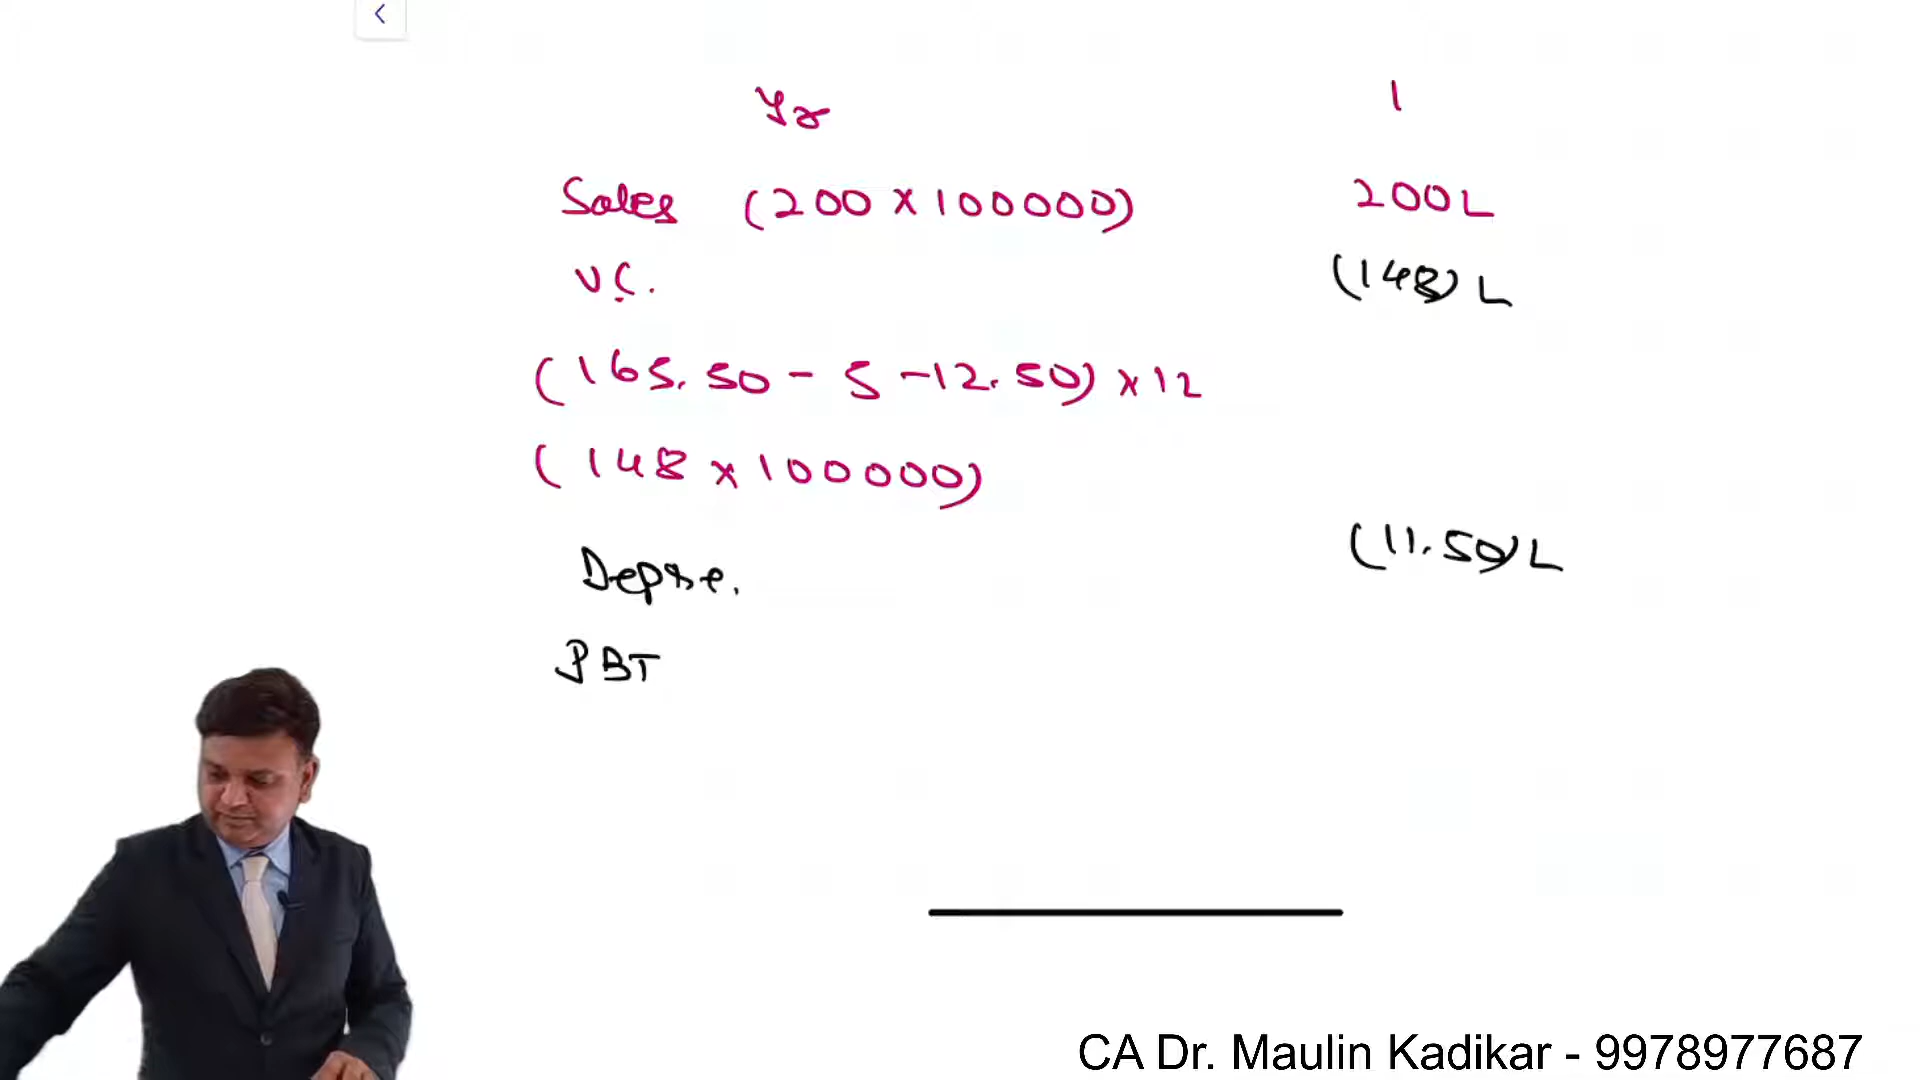 Yr 1
Sales (200 x 100000) 200L
VC. (148) L
(165.50 - 5 - 12.50) x 12
(148 x 100000)
Depre. (11.50) L
PBT
CA Dr. Maulin Kadikar - 9978977687